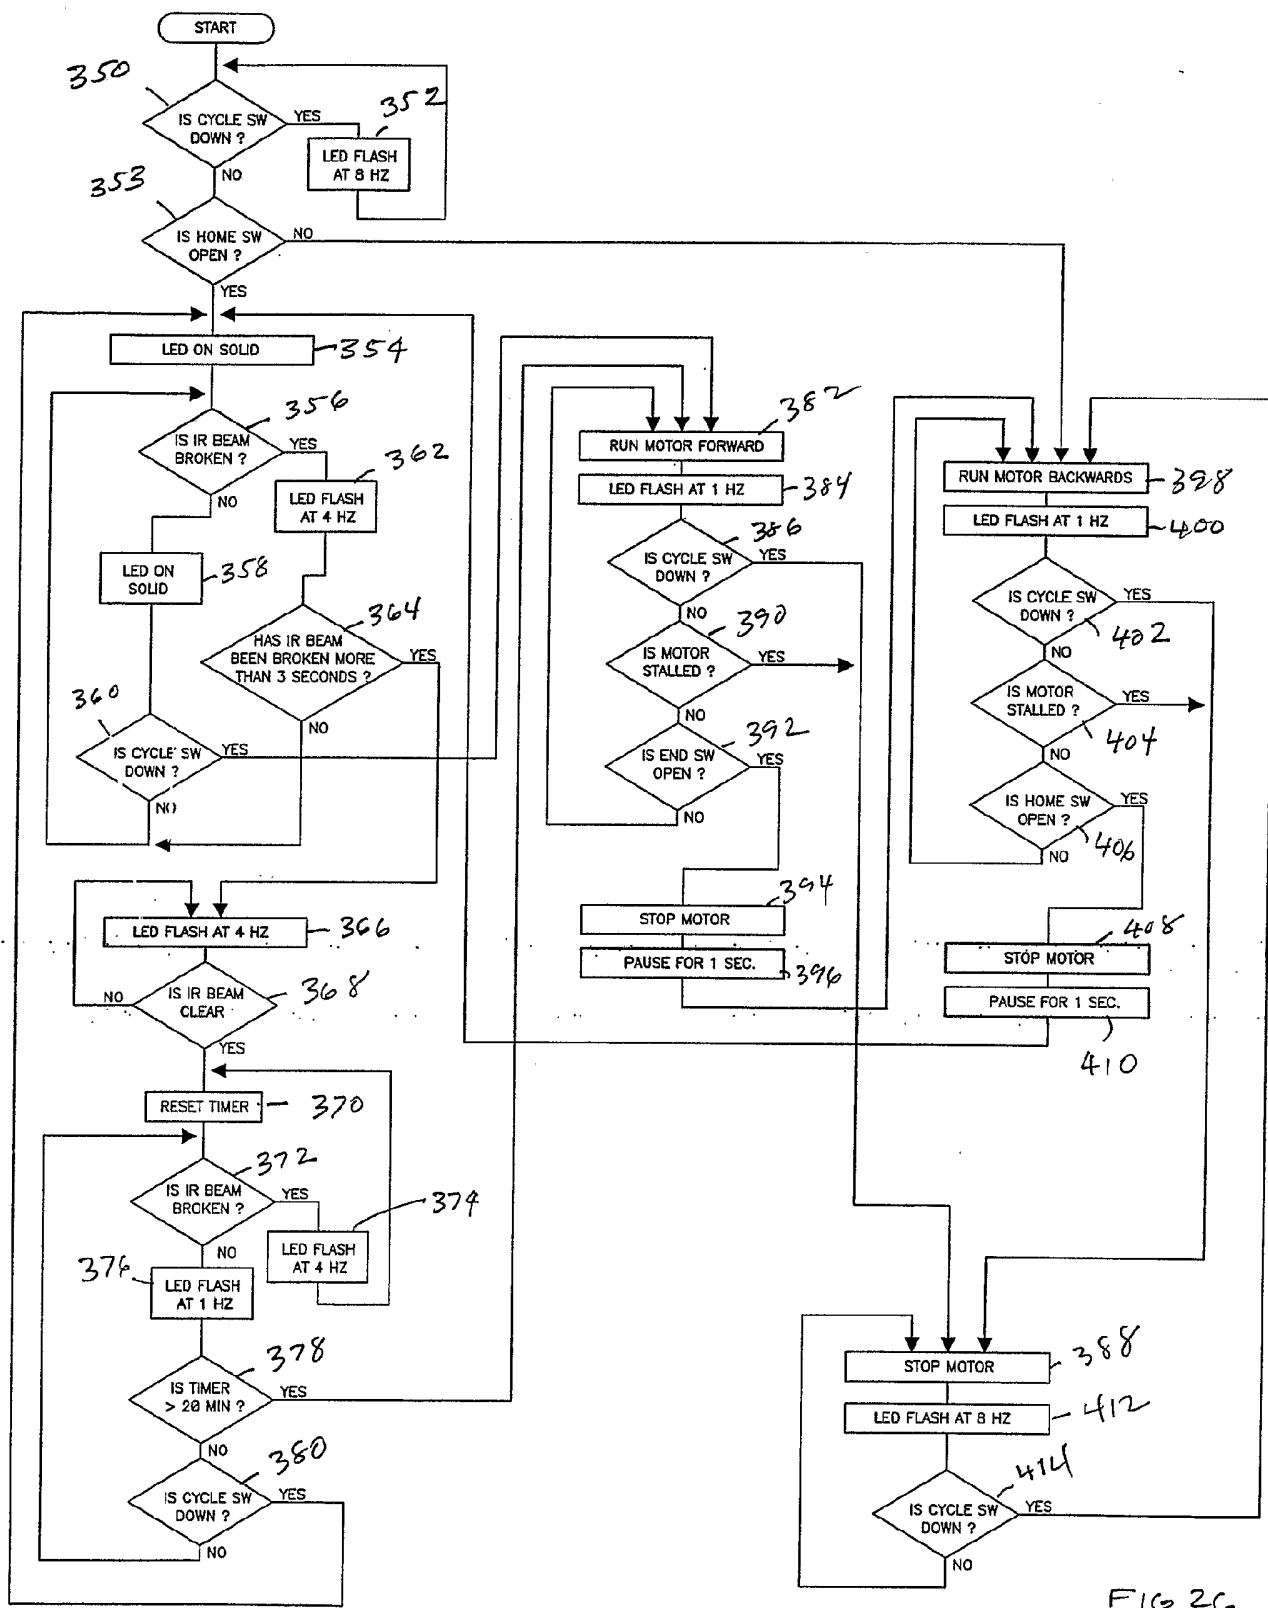 START
350
IS CYCLE SW
DOWN ?
YES
352
LED FLASH
AT 8 HZ
NO
353
IS HOME SW
OPEN ?
NO
YES
LED ON SOLID
354
356
IS IR BEAM
BROKEN ?
YES
362
LED FLASH
AT 4 HZ
NO
LED ON
SOLID
358
364
HAS IR BEAM
BEEN BROKEN MORE
THAN 3 SECONDS ?
YES
NO
360
IS CYCLE SW
DOWN ?
YES
NO
LED FLASH AT 4 HZ
366
IS IR BEAM
CLEAR
368
NO
YES
RESET TIMER
370
372
IS IR BEAM
BROKEN ?
YES
374
LED FLASH
AT 4 HZ
NO
376
LED FLASH
AT 1 HZ
378
IS TIMER
> 20 MIN ?
YES
NO
380
IS CYCLE SW
DOWN ?
YES
NO
382
RUN MOTOR FORWARD
LED FLASH AT 1 HZ
384
386
IS CYCLE SW
DOWN ?
YES
NO
390
IS MOTOR
STALLED ?
YES
NO
392
IS END SW
OPEN ?
YES
NO
394
STOP MOTOR
PAUSE FOR 1 SEC.
396
RUN MOTOR BACKWARDS
398
LED FLASH AT 1 HZ
400
IS CYCLE SW
DOWN ?
YES
402
NO
IS MOTOR
STALLED ?
YES
404
NO
IS HOME SW
OPEN ?
YES
406
NO
408
STOP MOTOR
PAUSE FOR 1 SEC.
410
STOP MOTOR
388
LED FLASH AT 8 HZ
412
414
IS CYCLE SW
DOWN ?
YES
NO
FIG 26